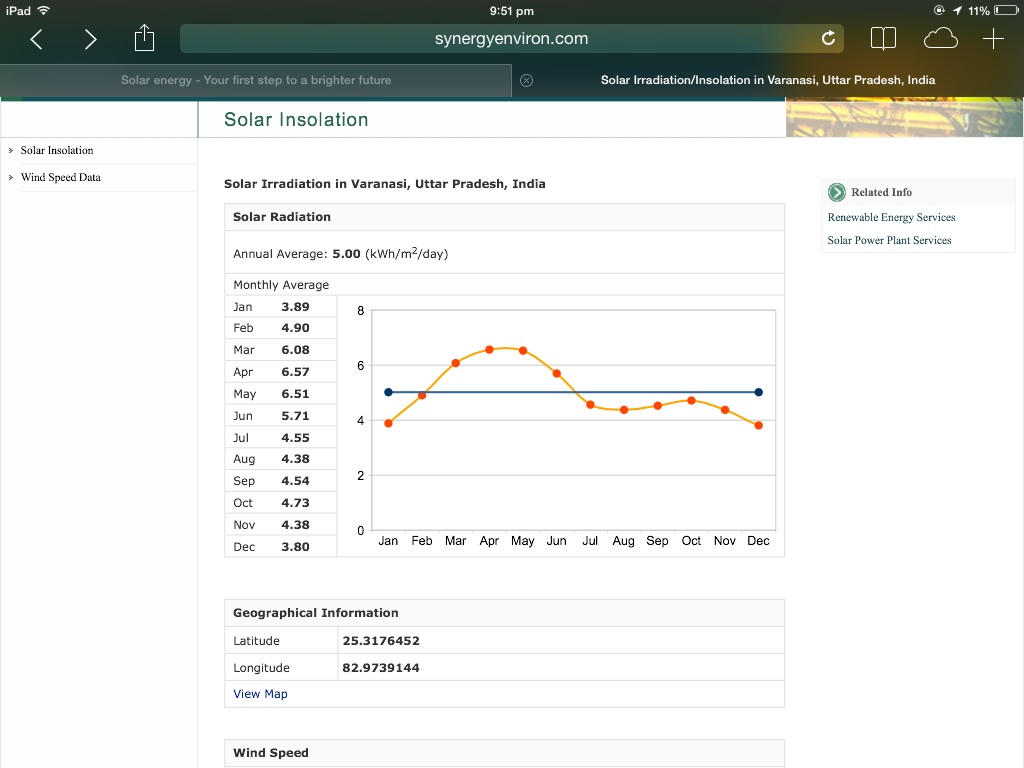 iPad 9:51 pm 11%
synergyenviron.com
Solar energy - Your first step to a brighter future
Solar Irradiation/Insolation in Varanasi, Uttar Pradesh, India
Solar Insolation
Solar Insolation
Wind Speed Data
Solar Irradiation in Varanasi, Uttar Pradesh, India
Solar Radiation
Annual Average: 5.00 (kWh/m²/day)
Monthly Average
Jan 3.89
Feb 4.90
Mar 6.08
Apr 6.57
May 6.51
Jun 5.71
Jul 4.55
Aug 4.38
Sep 4.54
Oct 4.73
Nov 4.38
Dec 3.80
8
6
4
2
0
Jan Feb Mar Apr May Jun Jul Aug Sep Oct Nov Dec
Geographical Information
Latitude 25.3176452
Longitude 82.9739144
View Map
Wind Speed
Related Info
Renewable Energy Services
Solar Power Plant Services